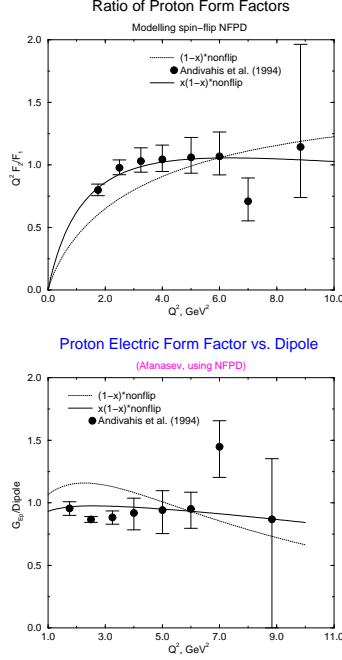 Ratio of Proton Form Factors
Modelling spin−flip NFPD
(1−x)*nonflip
Andivahis et al. (1994)
x(1−x)*nonflip
2.0
1.5
1.0
0.5
0.0
Q² F₂/F₁
0.0 2.0 4.0 6.0 8.0 10.0
Q², GeV²
Proton Electric Form Factor vs. Dipole
(Afanasev, using NFPD)
(1−x)*nonflip
x(1−x)*nonflip
Andivahis et al. (1994)
2.0
1.5
1.0
0.5
0.0
G_Ep/Dipole
1.0 3.0 5.0 7.0 9.0 11.0
Q², GeV²